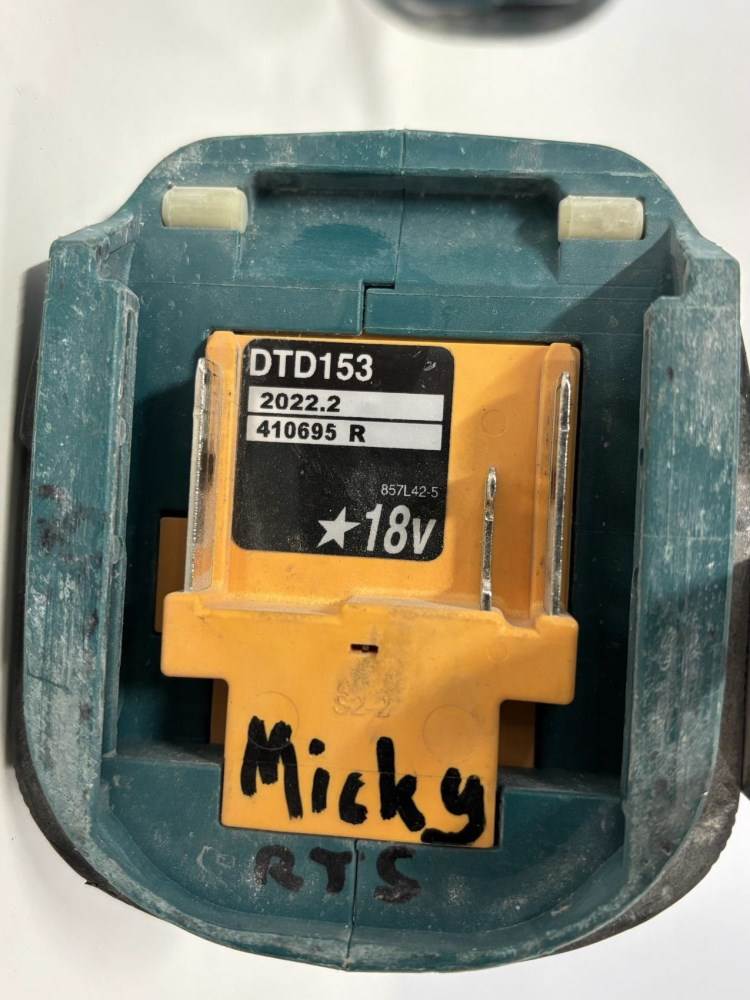 DTD153
2022.2
410695 R
857L42-5
★18v
Micky
RTS